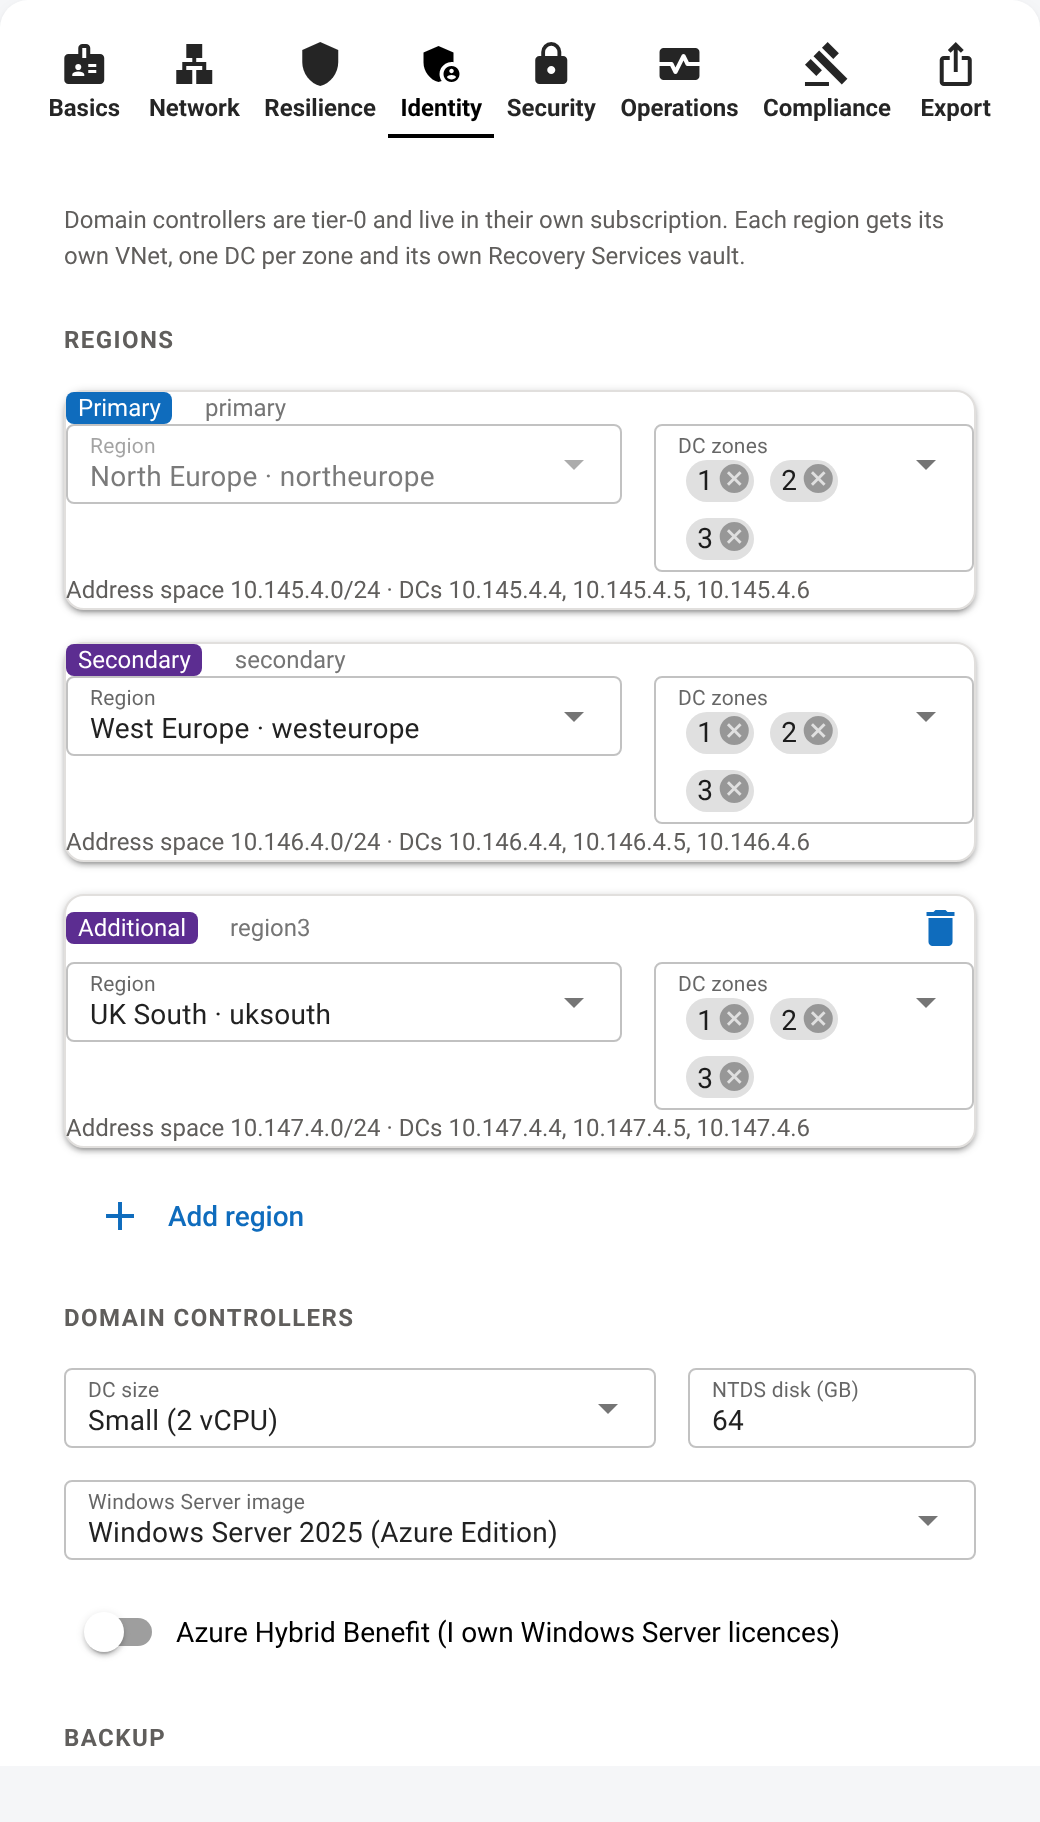 Basics Network Resilience Identity Security Operations Compliance Export
Domain controllers are tier-0 and live in their own subscription. Each region gets its
own VNet, one DC per zone and its own Recovery Services vault.
REGIONS
Primary primary
Region
North Europe · northeurope
DC zones
1 2
3
Address space 10.145.4.0/24 · DCs 10.145.4.4, 10.145.4.5, 10.145.4.6
Secondary secondary
Region
West Europe · westeurope
DC zones
1 2
3
Address space 10.146.4.0/24 · DCs 10.146.4.4, 10.146.4.5, 10.146.4.6
Additional region3
Region
UK South · uksouth
DC zones
1 2
3
Address space 10.147.4.0/24 · DCs 10.147.4.4, 10.147.4.5, 10.147.4.6
Add region
DOMAIN CONTROLLERS
DC size
Small (2 vCPU)
NTDS disk (GB)
64
Windows Server image
Windows Server 2025 (Azure Edition)
Azure Hybrid Benefit (I own Windows Server licences)
BACKUP